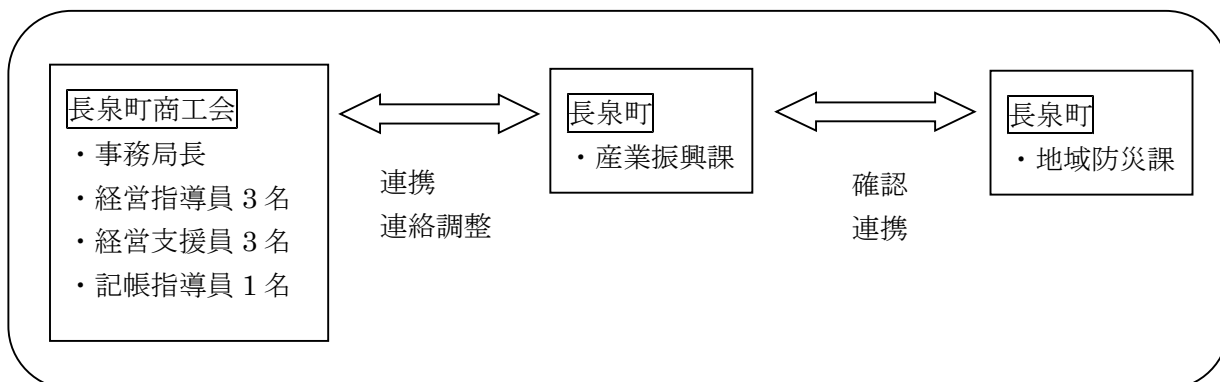 長泉町商工会
・事務局長
・経営指導員 3 名
・経営支援員 3 名
・記帳指導員 1 名
連携
連絡調整
長泉町
・産業振興課
確認
連携
長泉町
・地域防災課